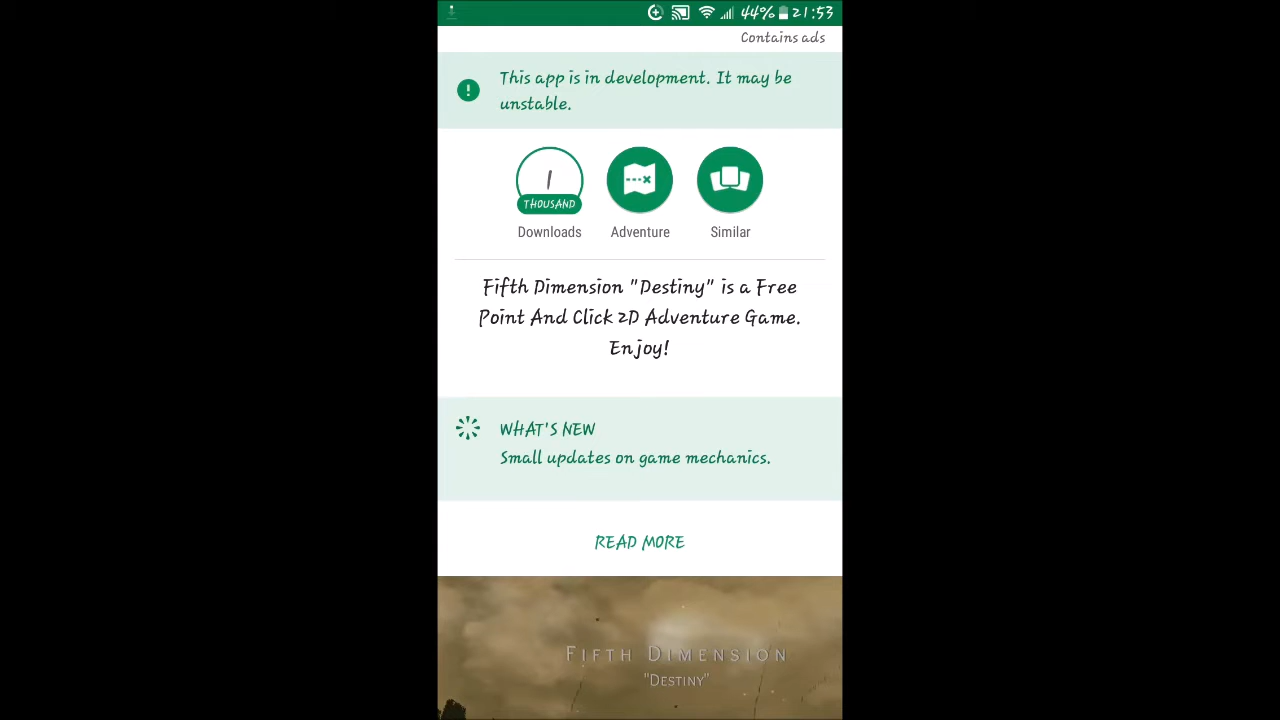 44% 21:53
Contains ads
This app is in development. It may be
unstable.
1
THOUSAND
Downloads Adventure Similar
Fifth Dimension "Destiny" is a Free
Point And Click 2D Adventure Game.
Enjoy!
WHAT'S NEW
Small updates on game mechanics.
READ MORE
FIFTH DIMENSION
"DESTINY"